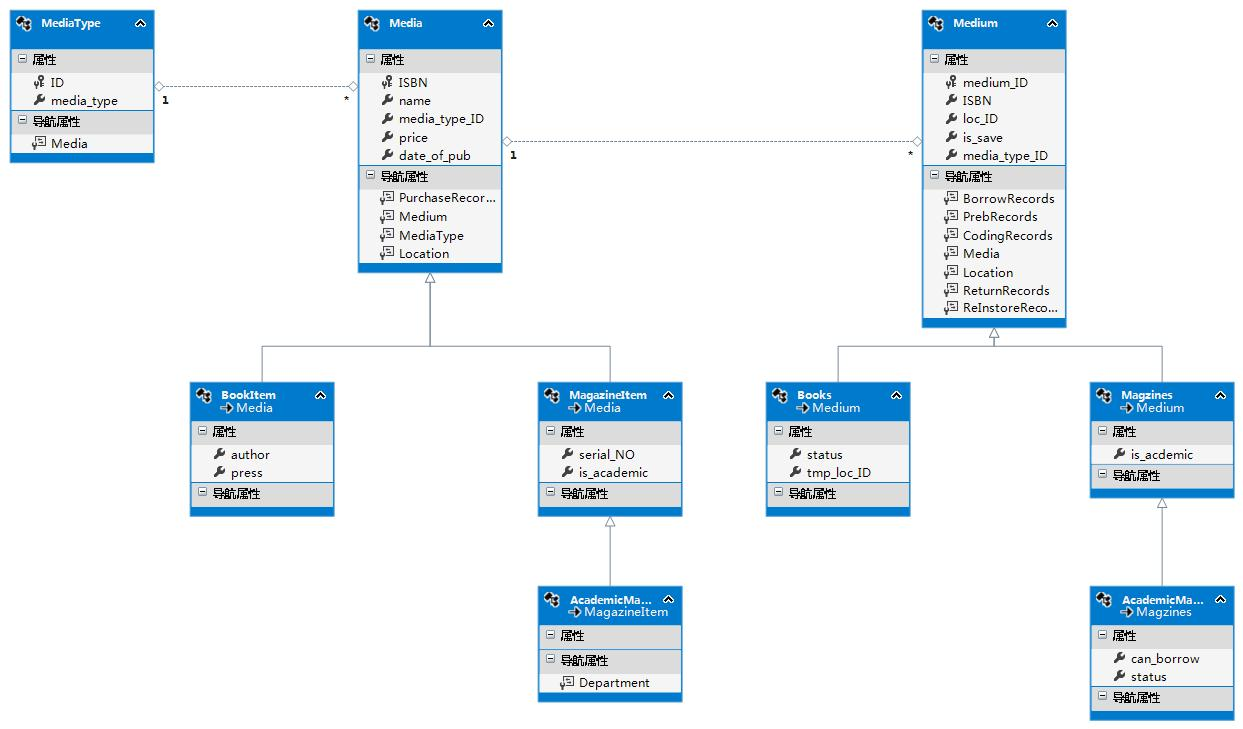 MediaType
属性
ID
media_type
导航属性
Media
1
*
Media
属性
ISBN
name
media_type_ID
price
date_of_pub
导航属性
PurchaseRecor...
Medium
MediaType
Location
1
*
Medium
属性
medium_ID
ISBN
loc_ID
is_save
media_type_ID
导航属性
BorrowRecords
PrebRecords
CodingRecords
Media
Location
ReturnRecords
ReInstoreReco...
BookItem
Media
属性
author
press
导航属性
MagazineItem
Media
属性
serial_NO
is_academic
导航属性
Books
Medium
属性
status
tmp_loc_ID
导航属性
Magzines
Medium
属性
is_acdemic
导航属性
AcademicMa...
MagazineItem
属性
导航属性
Department
AcademicMa...
Magzines
属性
can_borrow
status
导航属性